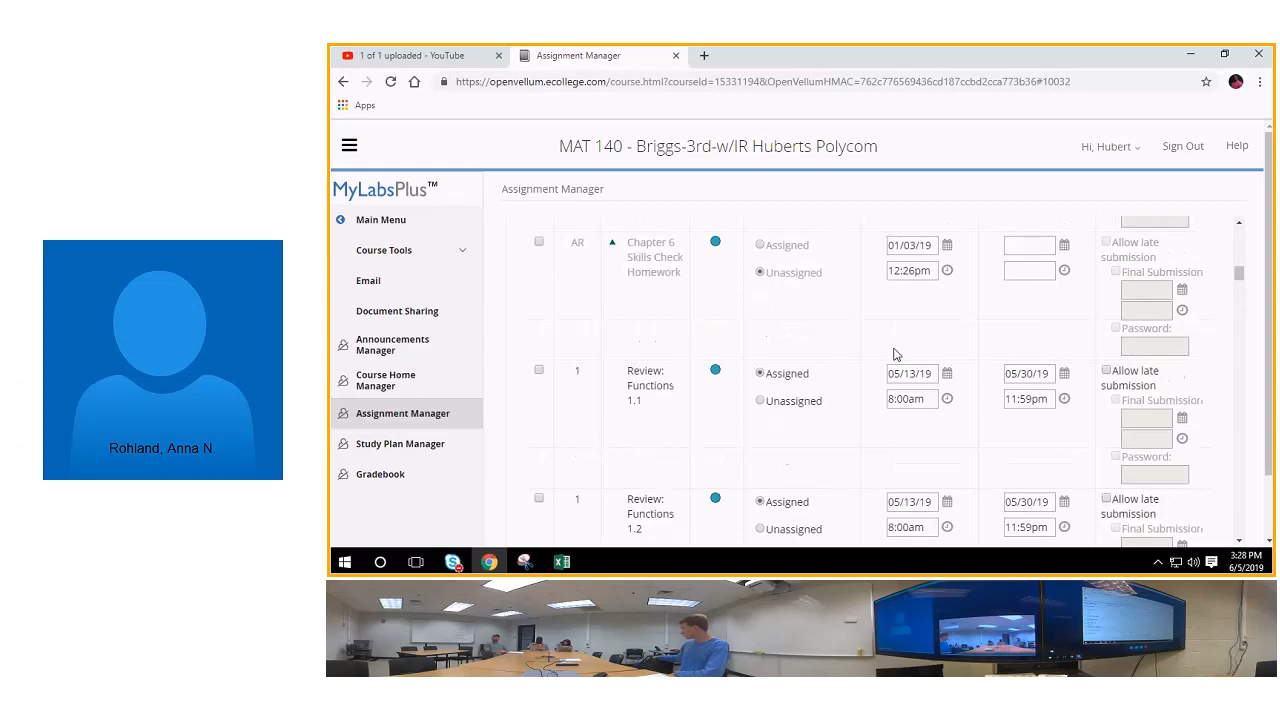 1 of 1 uploaded - YouTube
Assignment Manager
https://openvellum.ecollege.com/course.html?courseId=15331194&OpenVellumHMAC=762c776569436cd187ccbd2cca773b36#10032
Apps
MAT 140 - Briggs-3rd-w/IR Huberts Polycom
Hi, Hubert
Sign Out
Help
MyLabsPlus™
Main Menu
Course Tools
Email
Document Sharing
Announcements
Manager
Course Home
Manager
Assignment Manager
Study Plan Manager
Gradebook
Assignment Manager
AR
Chapter 6
Skills Check
Homework
Assigned
Unassigned
01/03/19
12:26pm
Allow late
submission
Final Submission
Password:
1
Review:
Functions
1.1
Assigned
Unassigned
05/13/19
8:00am
05/30/19
11:59pm
Allow late
submission
Final Submission
Password:
1
Review:
Functions
1.2
Assigned
Unassigned
05/13/19
8:00am
05/30/19
11:59pm
Allow late
submission
Final Submission
3:28 PM
6/5/2019
Rohland, Anna N.